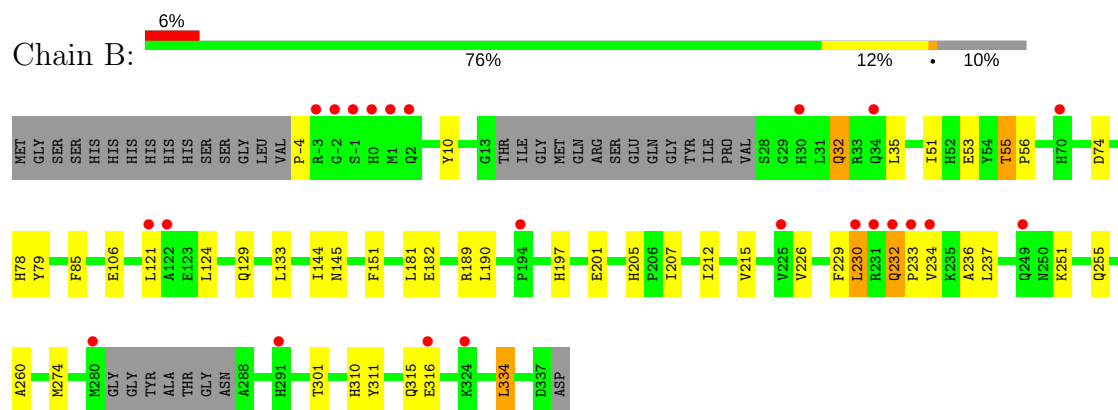 6%
Chain B:
76% 12% • 10%
MET GLY SER SER HIS HIS HIS HIS HIS HIS SER SER GLY LEU VAL P-4 R-3 G-2 S-1 H0 M1 Q2 Y10 G13 THR ILE GLY MET GLN ARG SER GLU GLN GLY TYR ILE PRO VAL S28 G29 H30 L31 Q32 R33 Q34 L35 I51 H52 E53 Y54 T55 P56 H70 D74
H78 Y79 F85 E106 L121 A122 E123 L124 Q129 L133 I144 N145 F151 L181 E182 R189 L190 P194 H197 E201 H205 P206 I207 I212 V215 V225 V226 F229 L230 R231 Q232 P233 V234 K235 A236 L237 Q249 N250 K251 Q255
A260 M274 M280 GLY GLY TYR ALA THR GLY ASN A288 H291 T301 H310 Y311 Q315 E316 K324 L334 D337 ASP